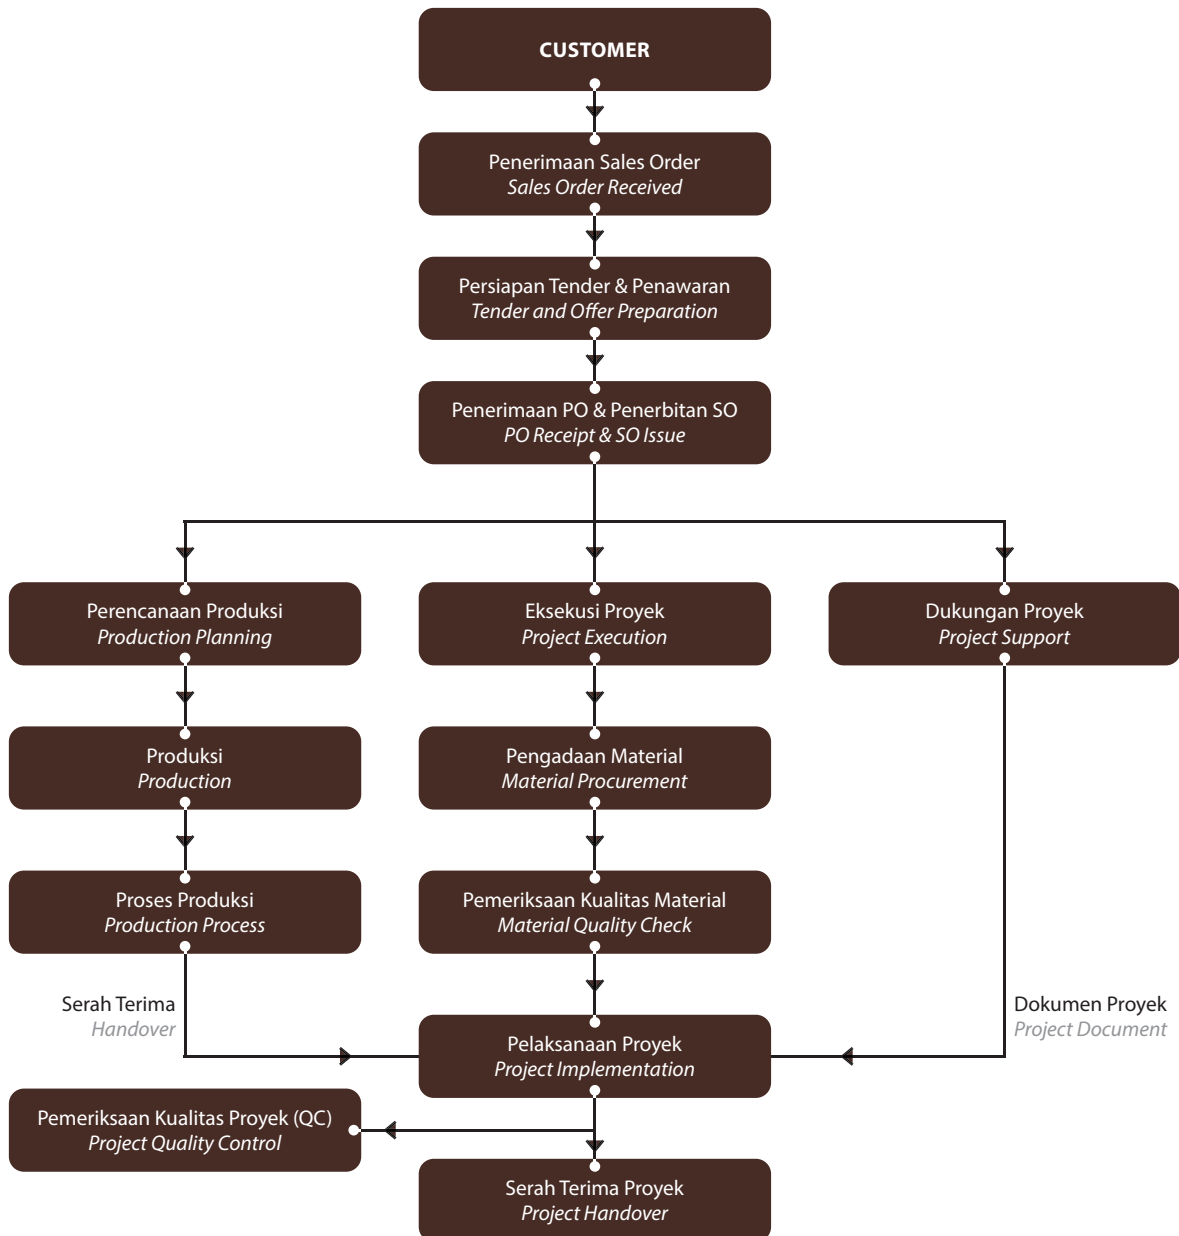 CUSTOMER
Penerimaan Sales Order
Sales Order Received
Persiapan Tender & Penawaran
Tender and Offer Preparation
Penerimaan PO & Penerbitan SO
PO Receipt & SO Issue
Perencanaan Produksi
Production Planning
Eksekusi Proyek
Project Execution
Dukungan Proyek
Project Support
Produksi
Production
Pengadaan Material
Material Procurement
Proses Produksi
Production Process
Pemeriksaan Kualitas Material
Material Quality Check
Serah Terima
Handover
Dokumen Proyek
Project Document
Pelaksanaan Proyek
Project Implementation
Pemeriksaan Kualitas Proyek (QC)
Project Quality Control
Serah Terima Proyek
Project Handover